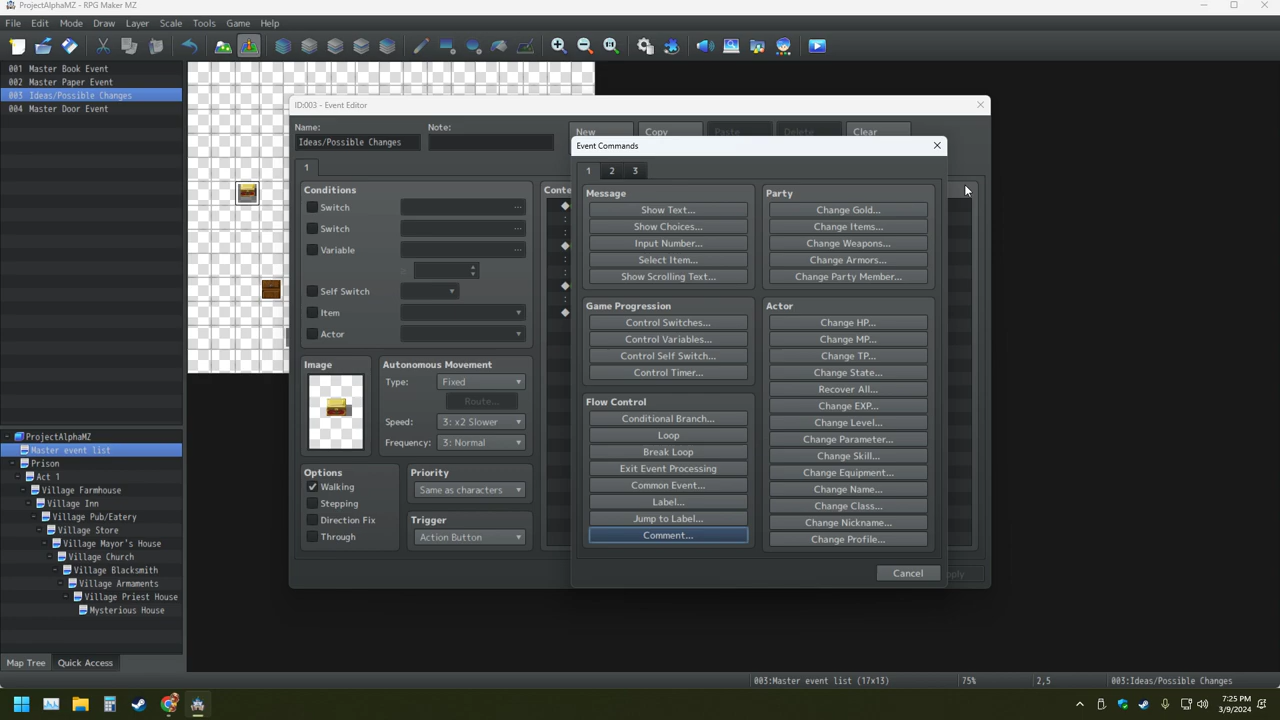 ProjectAlphaMZ - RPG Maker MZ
File Edit Mode Draw Layer Scale Tools Game Help
001 Master Book Event
002 Master Paper Event
003 Ideas/Possible Changes
004 Master Door Event
ID:003 - Event Editor
Name:
Note:
Ideas/Possible Changes
New
Copy
Paste
Delete
Clear
1
Conditions
Switch
Switch
Variable
Self Switch
Item
Actor
Image
Autonomous Movement
Type: Fixed
Route...
Speed: 3: x2 Slower
Frequency: 3: Normal
Options
Walking
Stepping
Direction Fix
Through
Priority
Same as characters
Trigger
Action Button
Conte
Event Commands
1 2 3
Message
Show Text...
Show Choices...
Input Number...
Select Item...
Show Scrolling Text...
Game Progression
Control Switches...
Control Variables...
Control Self Switch...
Control Timer...
Flow Control
Conditional Branch...
Loop
Break Loop
Exit Event Processing
Common Event...
Label...
Jump to Label...
Comment...
Party
Change Gold...
Change Items...
Change Weapons...
Change Armors...
Change Party Member...
Actor
Change HP...
Change MP...
Change TP...
Change State...
Recover All...
Change EXP...
Change Level...
Change Parameter...
Change Skill...
Change Equipment...
Change Name...
Change Class...
Change Nickname...
Change Profile...
Cancel
pply
ProjectAlphaMZ
Master event list
Prison
Act 1
Village Farmhouse
Village Inn
Village Pub/Eatery
Village Store
Village Mayor's House
Village Church
Village Blacksmith
Village Armaments
Village Priest House
Mysterious House
Map Tree
Quick Access
003:Master event list (17x13)
75%
2,5
003:Ideas/Possible Changes
7:25 PM
3/9/2024